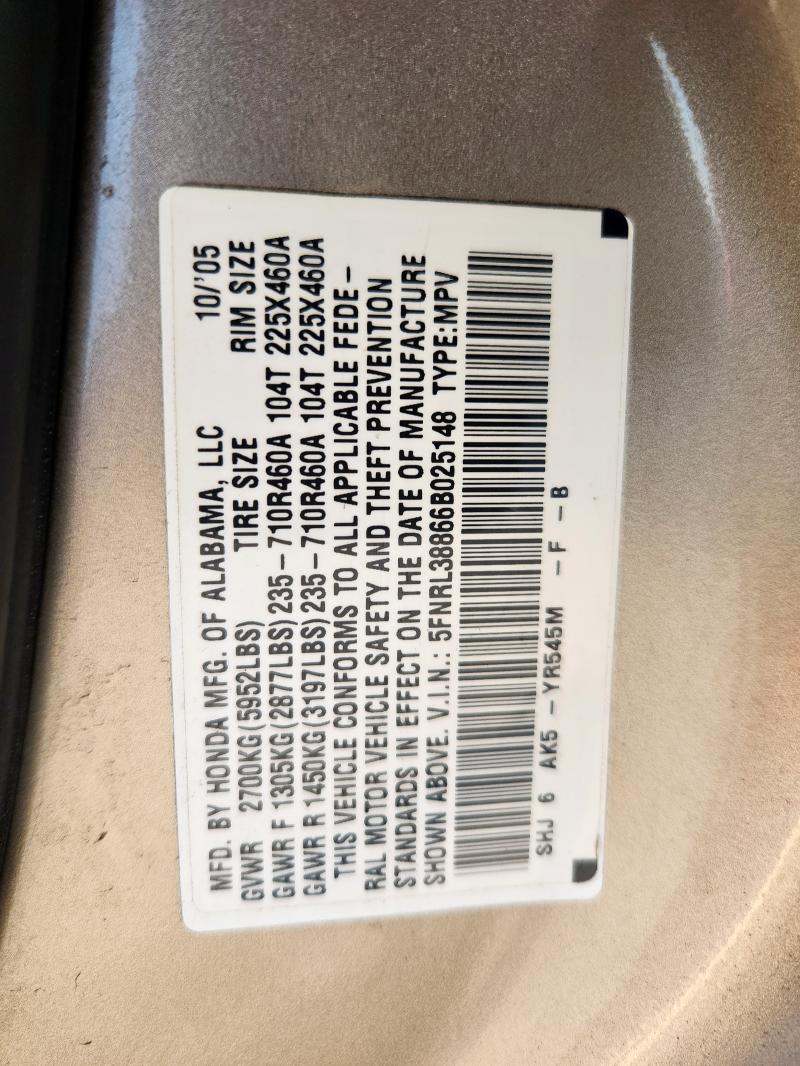 MFD. BY HONDA MFG. OF ALABAMA, LLC 10/'05
GVWR 2700KG(5952LBS) TIRE SIZE RIM SIZE
GAWR F 1305KG(2877LBS) 235-710R460A 104T 225X460A
GAWR R 1450KG(3197LBS) 235-710R460A 104T 225X460A
THIS VEHICLE CONFORMS TO ALL APPLICABLE FEDE-
RAL MOTOR VEHICLE SAFETY AND THEFT PREVENTION
STANDARDS IN EFFECT ON THE DATE OF MANUFACTURE
SHOWN ABOVE. V.I.N.: 5FNRL38866B025148 TYPE:MPV
SHJ 6 AK5 -YR545M -F -B